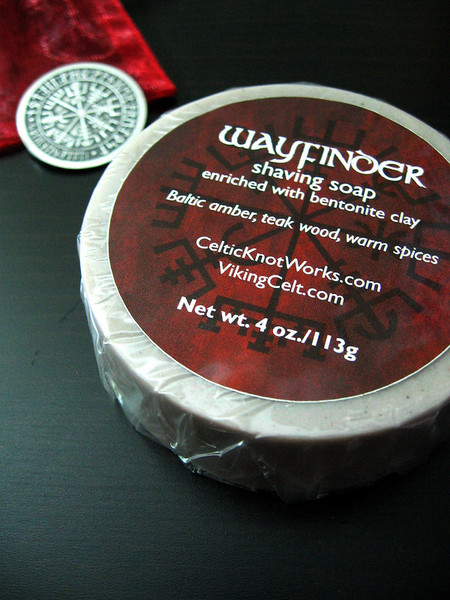 WAYFINDER
shaving soap
enriched with bentonite clay
Baltic amber, teak wood, warm spices
CelticKnotWorks.com
VikingCelt.com
Net wt. 4 oz./113g